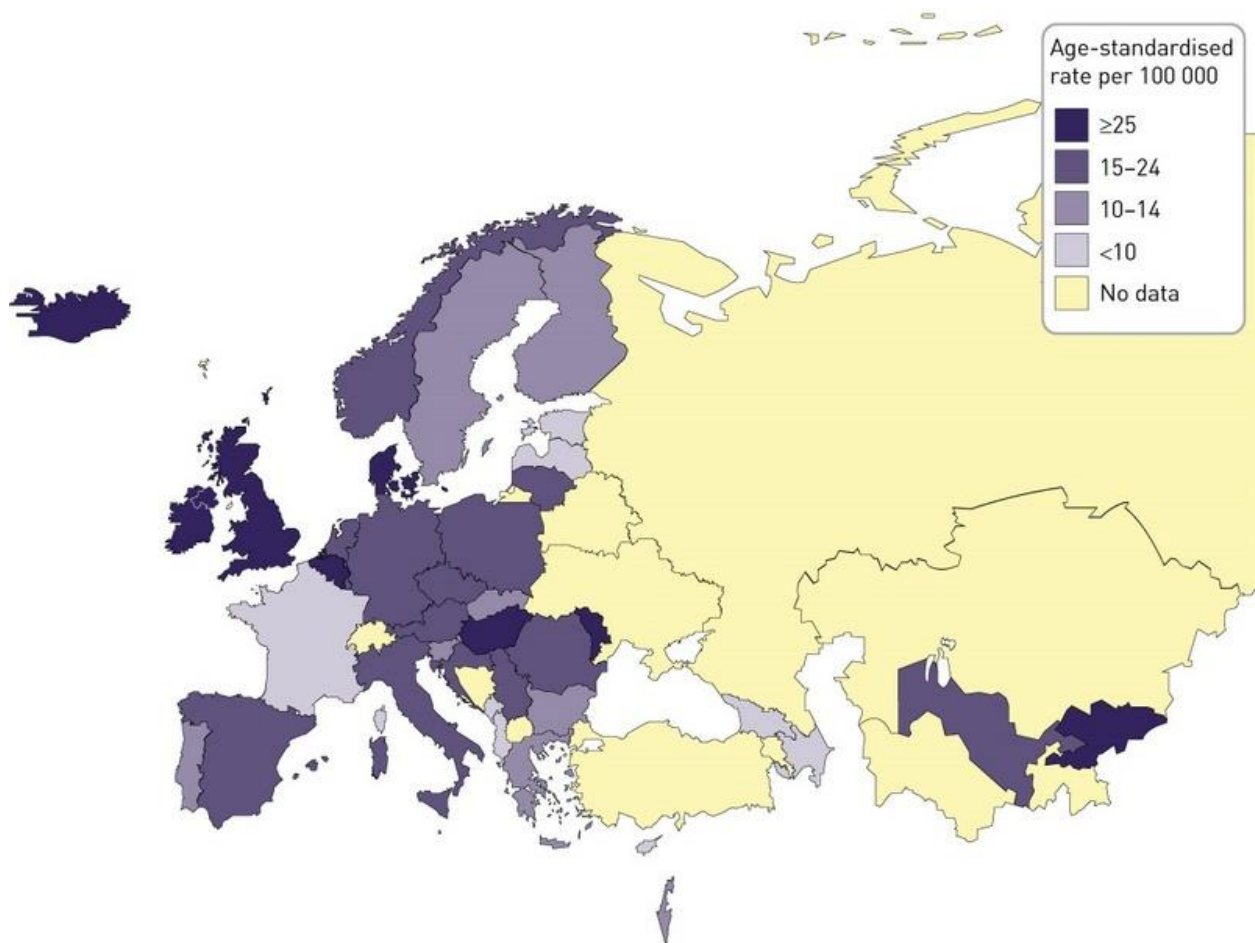 Age-standardised
rate per 100 000
≥25
15–24
10–14
<10
No data